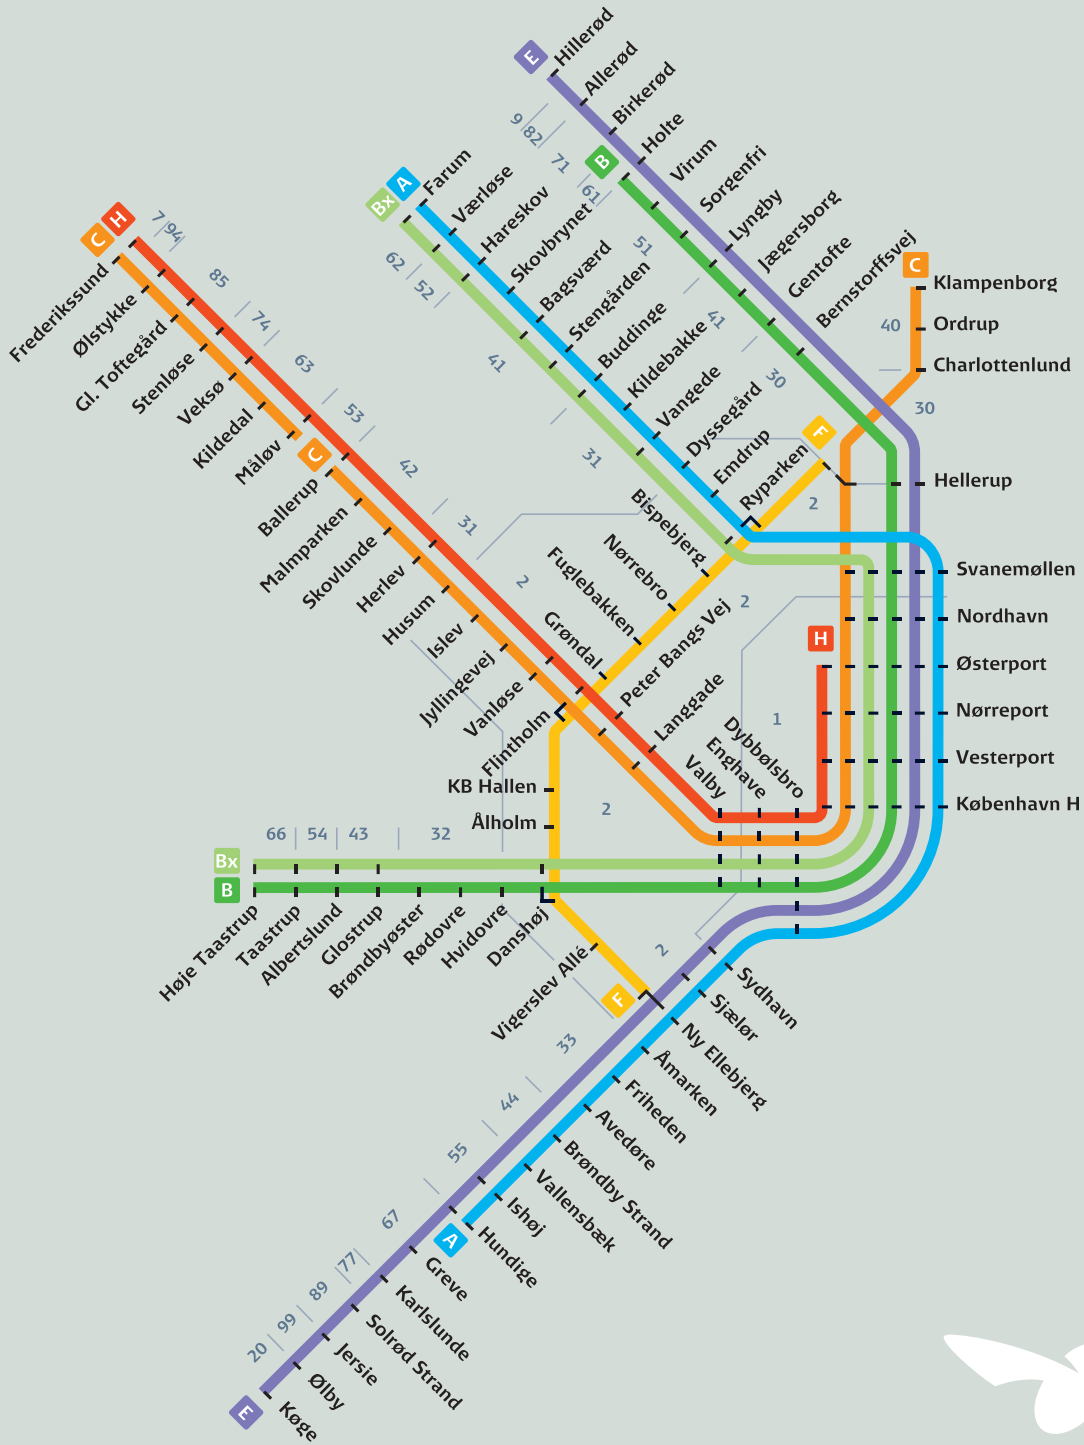 E
Hillerød
Allerød
Birkerød
Holte
Virum
Sorgenfri
Lyngby
Jægersborg
Gentofte
Bernstorffsvej
9
82
71
61
51
41
30
B
C
Klampenborg
Ordrup
Charlottenlund
40
30
Hellerup
Bx
A
Farum
Værløse
Hareskov
Skovbrynet
Bagsværd
Stengården
Buddinge
Kildebakke
Vangede
Dyssegård
Emdrup
Ryparken
F
62
52
41
31
2
C
H
7
94
85
74
63
53
42
31
2
Frederikssund
Ølstykke
Gl. Toftegård
Stenløse
Veksø
Kildedal
Måløv
C
Ballerup
Malmparken
Skovlunde
Herlev
Husum
Islev
Jyllingevej
Vanløse
Flintholm
Bispebjerg
Nørrebro
Fuglebakken
Grøndal
Peter Bangs Vej
Langgade
Valby
Enghave
Dybbølsbro
2
1
H
Svanemøllen
Nordhavn
Østerport
Nørreport
Vesterport
København H
KB Hallen
Ålholm
2
66
54
43
32
Bx
B
Høje Taastrup
Taastrup
Albertslund
Glostrup
Brøndbyøster
Rødovre
Hvidovre
Danshøj
Vigerslev Allé
F
2
Sydhavn
Sjælør
Ny Ellebjerg
Åmarken
Friheden
Avedøre
Brøndby Strand
Vallensbæk
Ishøj
Hundige
A
33
44
55
67
77
89
99
20
Greve
Karlslunde
Solrød Strand
Jersie
Ølby
Køge
E